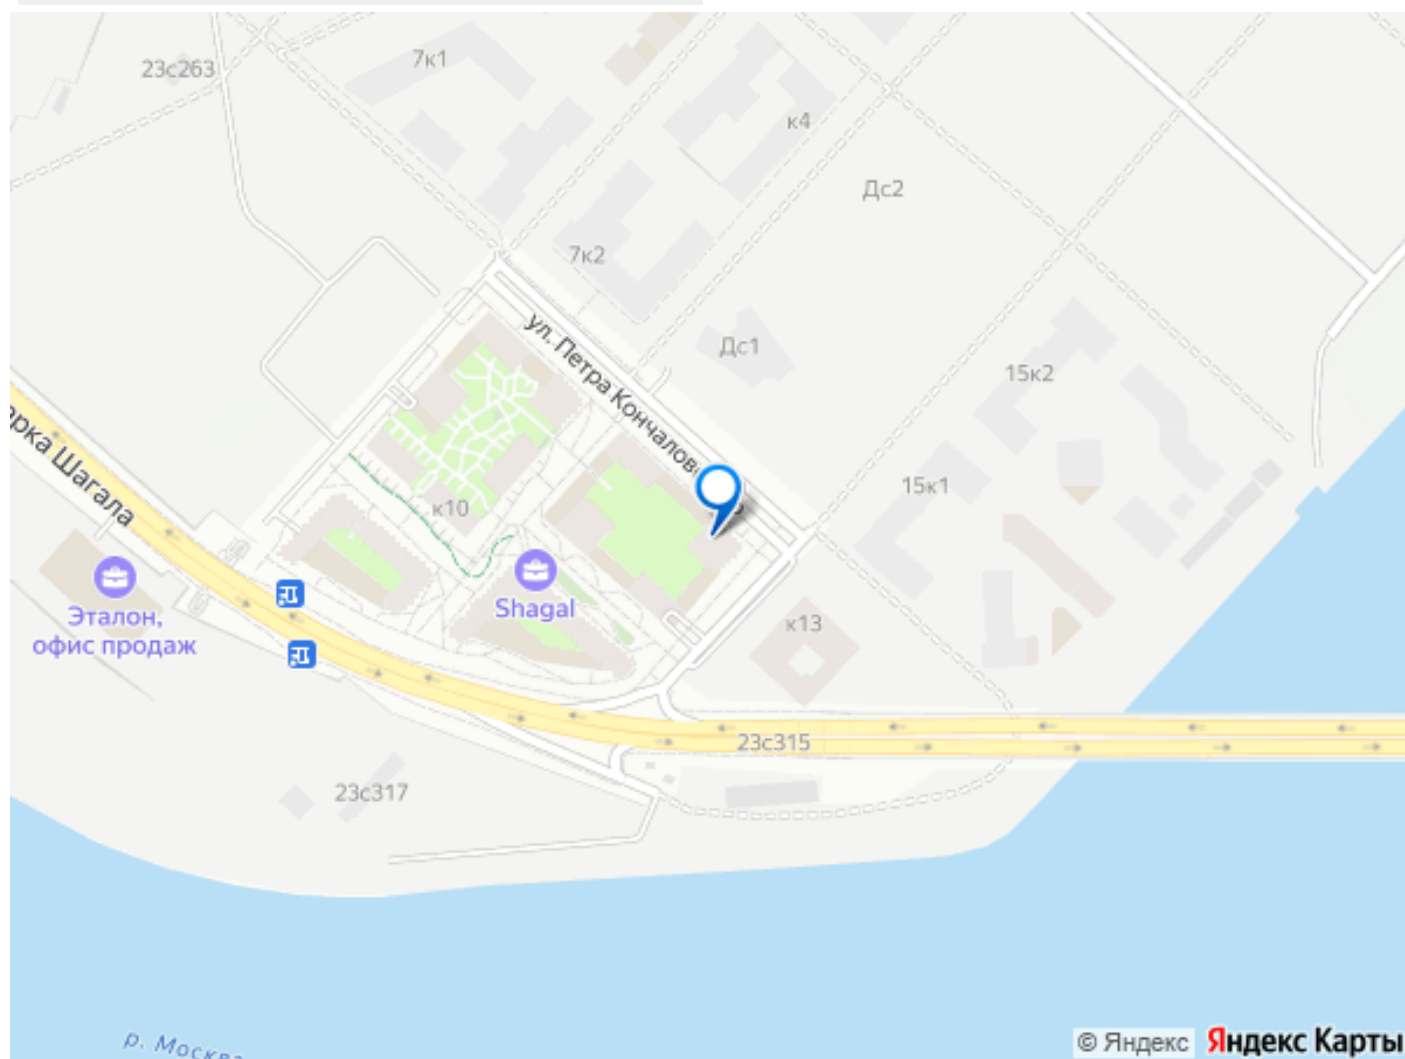 7к1
23с263
к4
Дс2
7к2
ул. Петра Кончалов
Дс1
15к2
15к1
рка Шагала
к10
Shagal
Эталон,
офис продаж
к13
23с315
23с317
р. Москва
© Яндекс Яндекс Карты